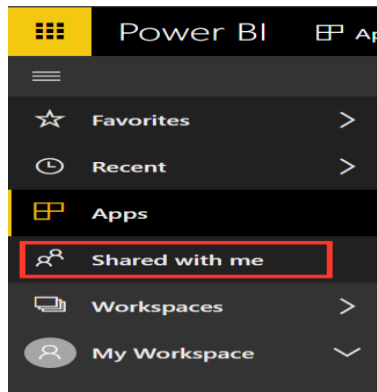 Power BI Ap
Favorites
Recent
Apps
Shared with me
Workspaces
My Workspace